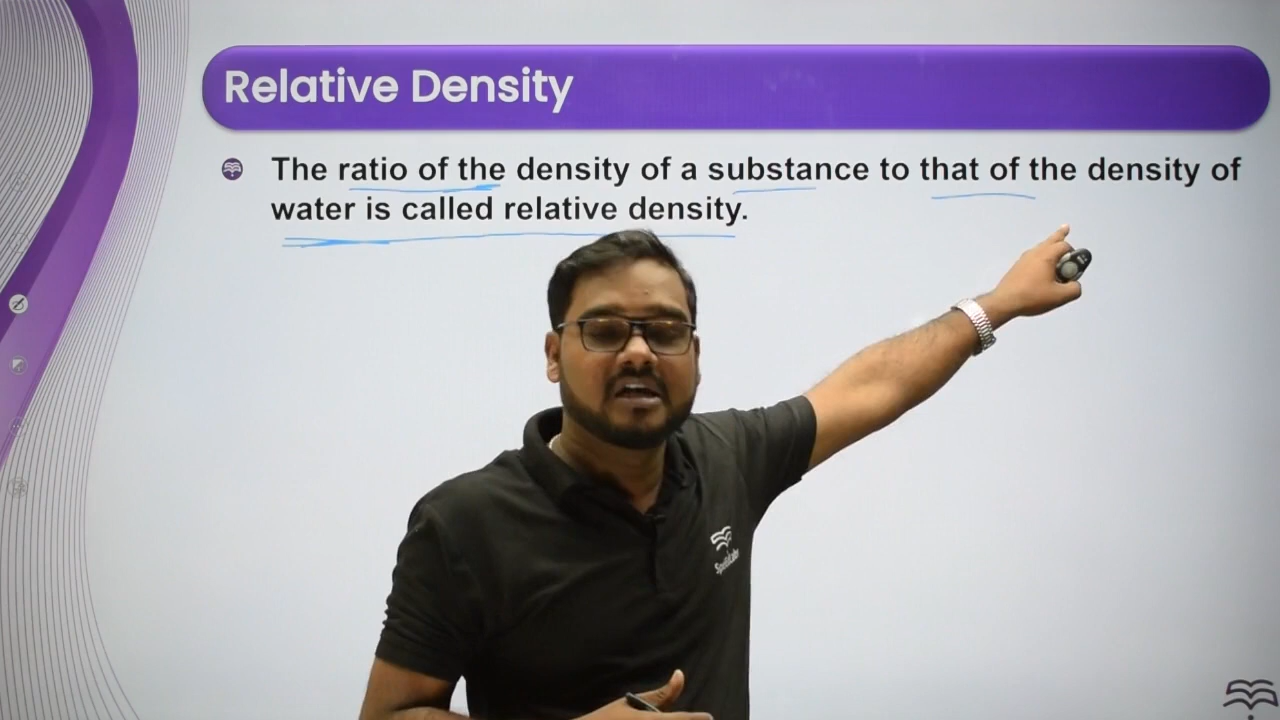 Relative Density
The ratio of the density of a substance to that of the density of
water is called relative density.